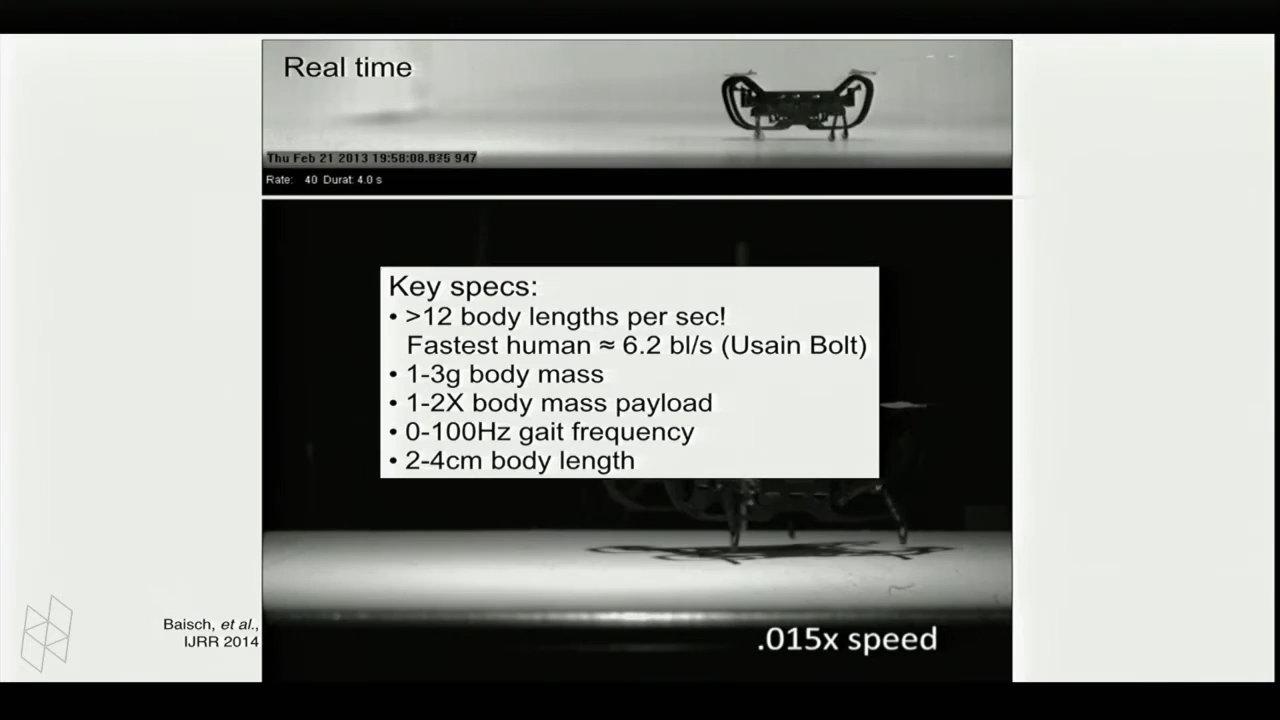 Real time
Thu Feb 21 2013 19:58:08.875 947
Rate: 40 Durat: 4.0 s
Key specs:
• >12 body lengths per sec!
Fastest human ≈ 6.2 bl/s (Usain Bolt)
• 1-3g body mass
• 1-2X body mass payload
• 0-100Hz gait frequency
• 2-4cm body length
Baisch, et al.,
IJRR 2014
.015x speed